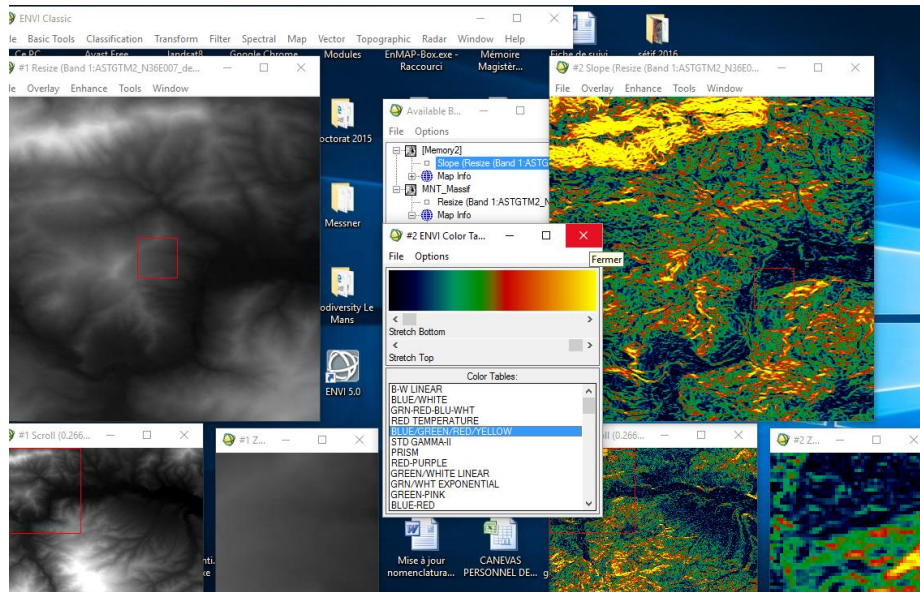 ENVI Classic
le Basic Tools Classification Transform Filter Spectral Map Vector Topographic Radar Window Help
Ce PC Avast Free landsat8 Google Chrome Modules EnMAP-Box.exe - Raccourci Mémoire Magistèr... Fiche de suivi sétif 2016
#1 Resize (Band 1:ASTGTM2_N36E007_de...
le Overlay Enhance Tools Window
octorat 2015
Messner
odiversity Le Mans
ENVI 5.0
Available B...
File Options
[Memory2]
Slope (Resize (Band 1:ASTG
Map Info
MNT_Massif
Resize (Band 1:ASTGTM2_N
Map Info
#2 Slope (Resize (Band 1:ASTGTM2_N36E0...
File Overlay Enhance Tools Window
#2 ENVI Color Ta...
Fermer
File Options
Stretch Bottom
Stretch Top
Color Tables:
B-W LINEAR
BLUE/WHITE
GRN-RED-BLU-WHT
RED TEMPERATURE
BLUE/GREEN/RED/YELLOW
STD GAMMA-II
PRISM
RED-PURPLE
GREEN/WHITE LINEAR
GRN/WHT EXPONENTIAL
GREEN-PINK
BLUE-RED
#1 Scroll (0.266...
#1 Z...
oll (0.266...
#2 Z...
nti.
xe
Mise à jour
nomenclatura...
CANEVAS
PERSONNEL DE...
g